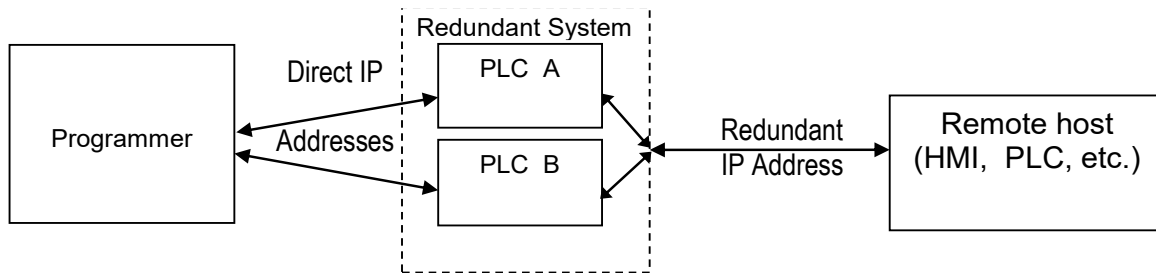 Redundant System
Programmer
Direct IP
Addresses
PLC A
PLC B
Redundant
IP Address
Remote host
(HMI, PLC, etc.)